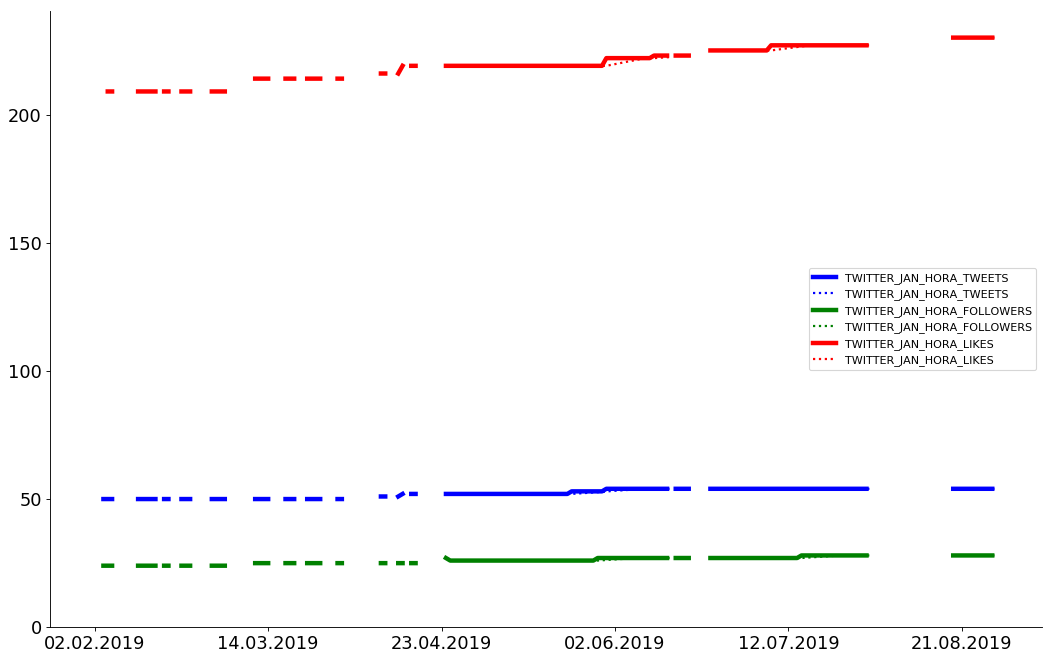 200
150
100
50
0
02.02.2019 14.03.2019 23.04.2019 02.06.2019 12.07.2019 21.08.2019
TWITTER_JAN_HORA_TWEETS
TWITTER_JAN_HORA_TWEETS
TWITTER_JAN_HORA_FOLLOWERS
TWITTER_JAN_HORA_FOLLOWERS
TWITTER_JAN_HORA_LIKES
TWITTER_JAN_HORA_LIKES